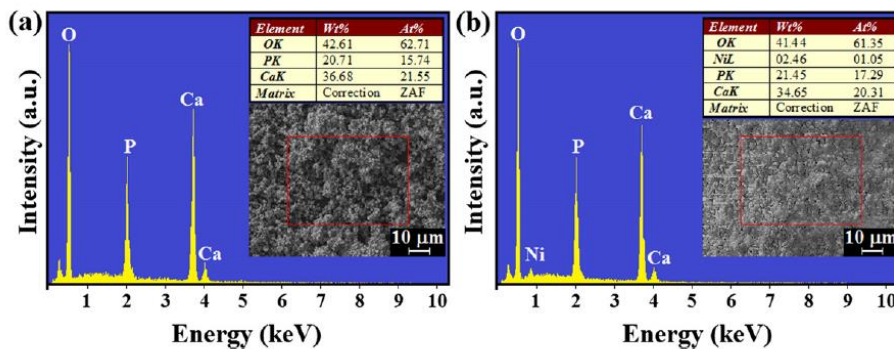 (a)
Intensity (a.u.)
O
P
Ca
Ca
Element Wt% At%
OK 42.61 62.71
PK 20.71 15.74
CaK 36.68 21.55
Matrix Correction ZAF
10 μm
1 2 3 4 5 6 7 8 9 10
Energy (keV)
(b)
Intensity (a.u.)
O
Ni
P
Ca
Ca
Element Wt% At%
OK 41.44 61.35
NiL 02.46 01.05
PK 21.45 17.29
CaK 34.65 20.31
Matrix Correction ZAF
10 μm
1 2 3 4 5 6 7 8 9 10
Energy (keV)